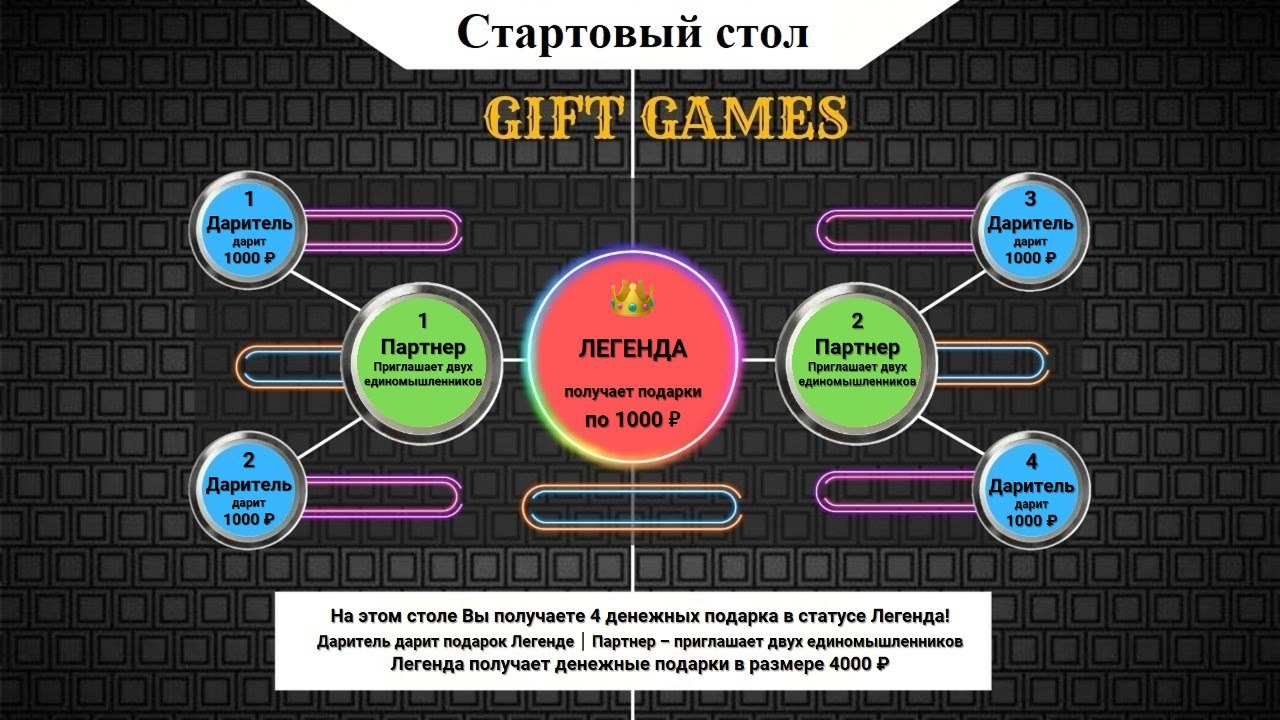 Стартовый стол
GIFT GAMES
1
Даритель
дарит
1000 ₽
3
Даритель
дарит
1000 ₽
1
Партнер
Приглашает двух
единомышленников
ЛЕГЕНДА
получает подарки
по 1000 ₽
2
Партнер
Приглашает двух
единомышленников
2
Даритель
дарит
1000 ₽
4
Даритель
дарит
1000 ₽
На этом столе Вы получаете 4 денежных подарка в статусе Легенда!
Даритель дарит подарок Легенде | Партнер – приглашает двух единомышленников
Легенда получает денежные подарки в размере 4000 ₽